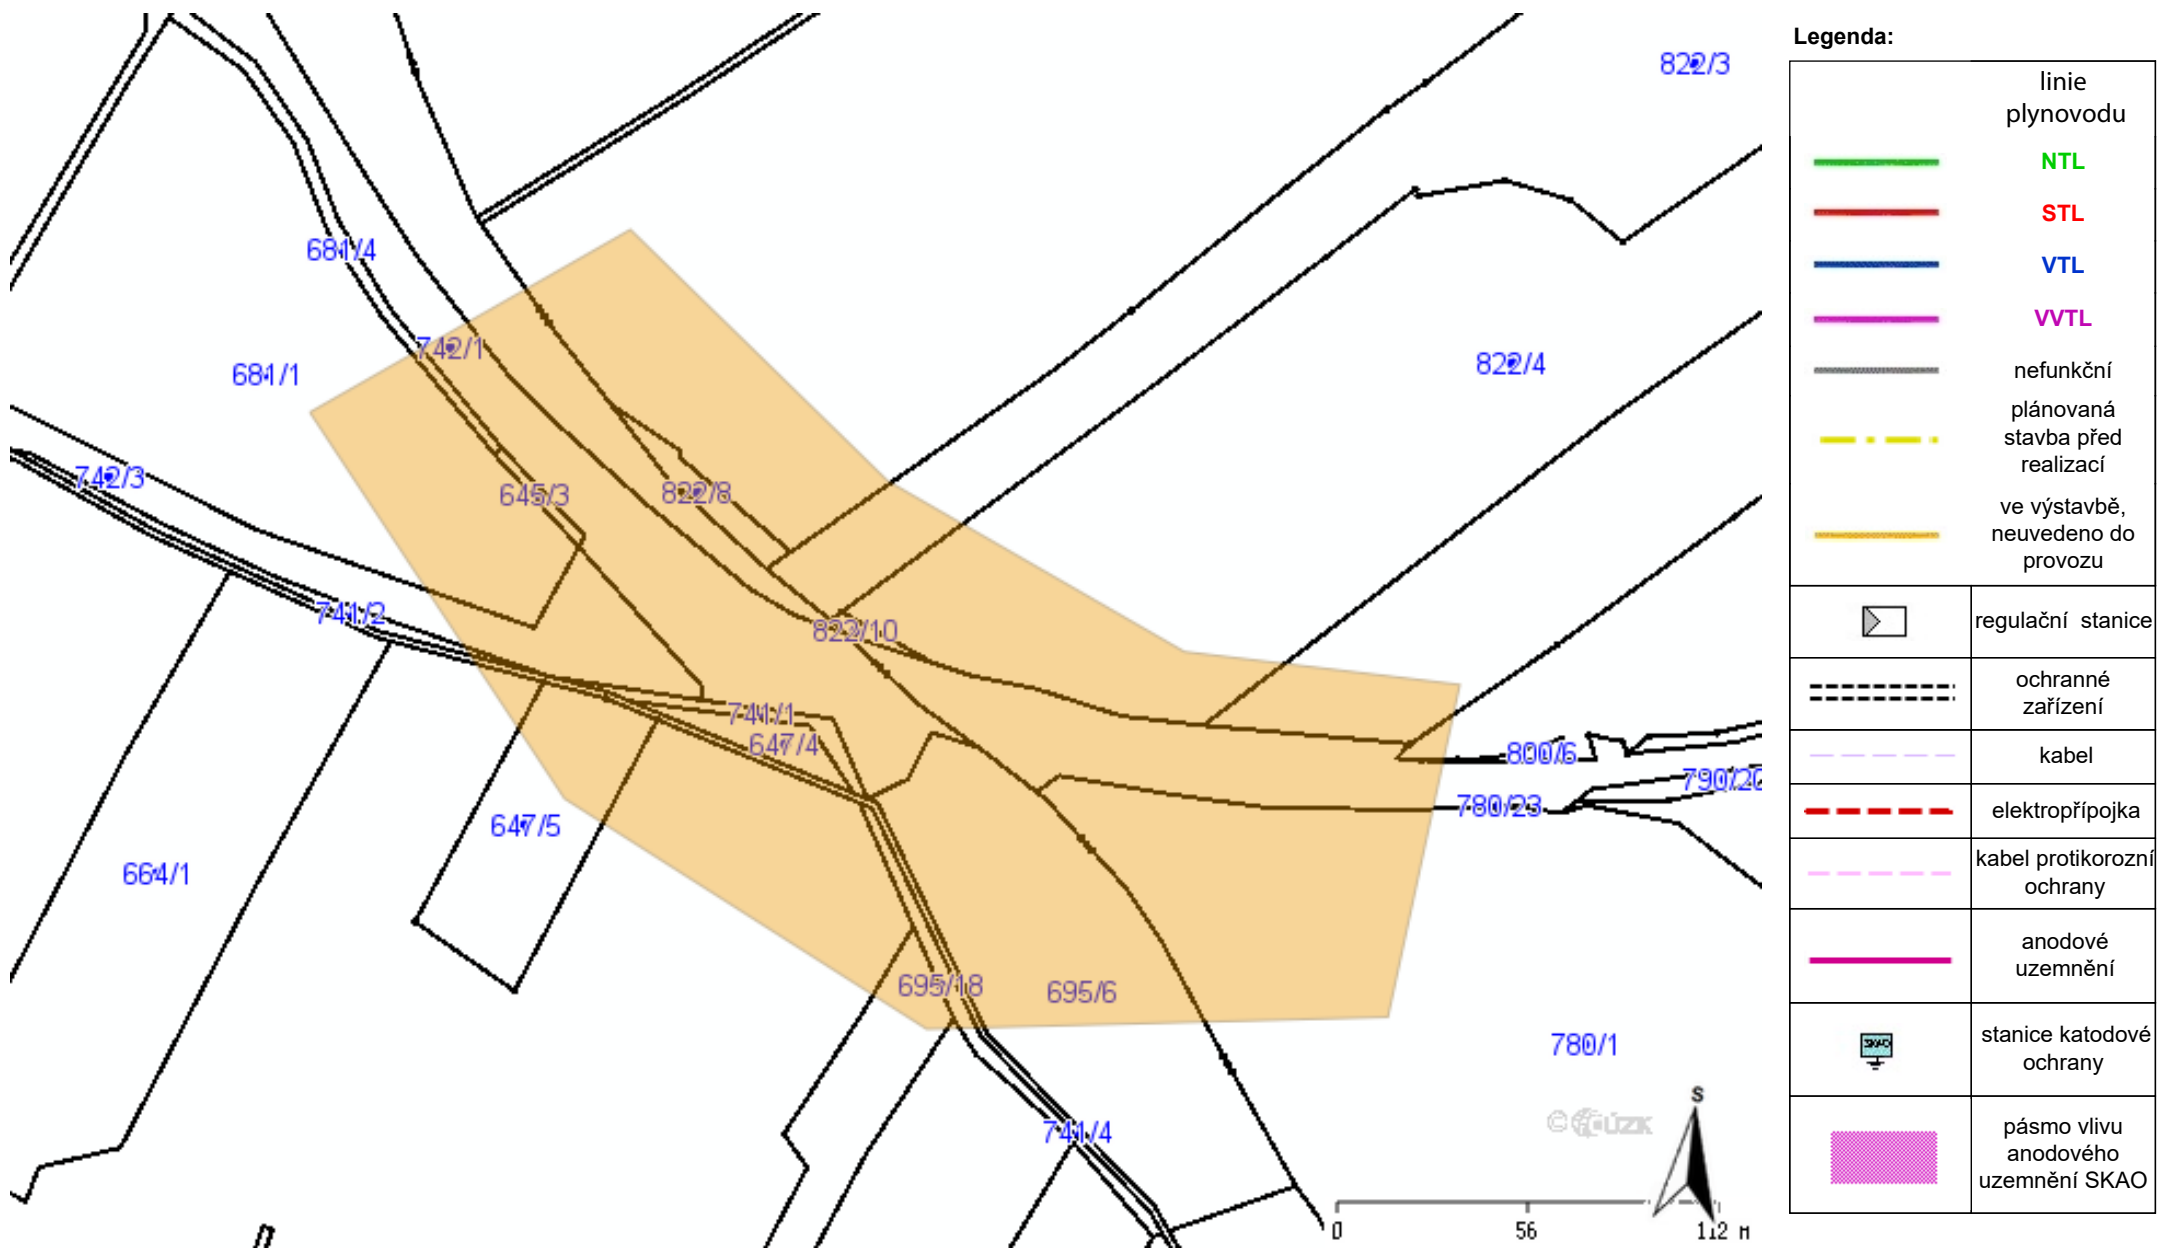 822/3
681/4
742/1
681/1
822/4
742/3
645/3
822/8
741/2
822/10
741/1
647/4
800/6
790/20
780/23
647/5
664/1
695/18
695/6
780/1
741/4
S
© ČÚZK
0 56 112 M
Legenda:
linie
plynovodu
NTL
STL
VTL
VVTL
nefunkční
plánovaná
stavba před
realizací
ve výstavbě,
neuvedeno do
provozu
regulační stanice
ochranné
zařízení
kabel
elektropřípojka
kabel protikorozní
ochrany
anodové
uzemnění
SKAO
stanice katodové
ochrany
pásmo vlivu
anodového
uzemnění SKAO